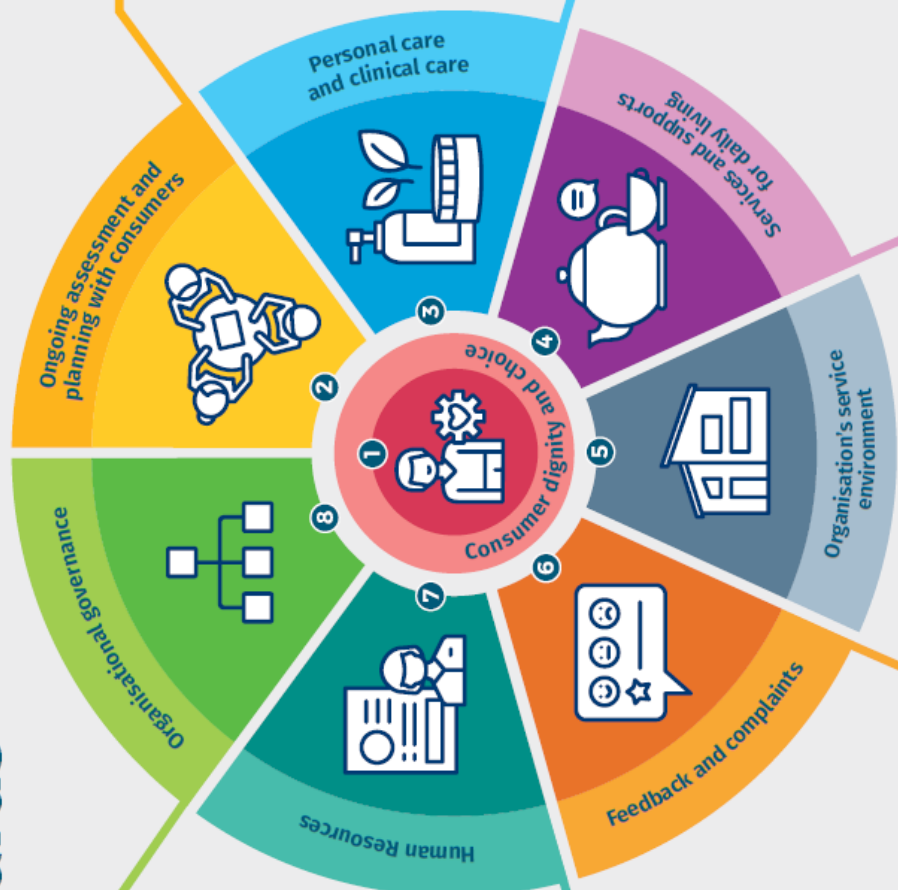 1
Consumer dignity and choice
2
Ongoing assessment and
planning with consumers
3
Personal care
and clinical care
4
Services and supports
for daily living
5
Organisation's service
environment
6
Feedback and complaints
7
Human Resources
8
Organisational governance